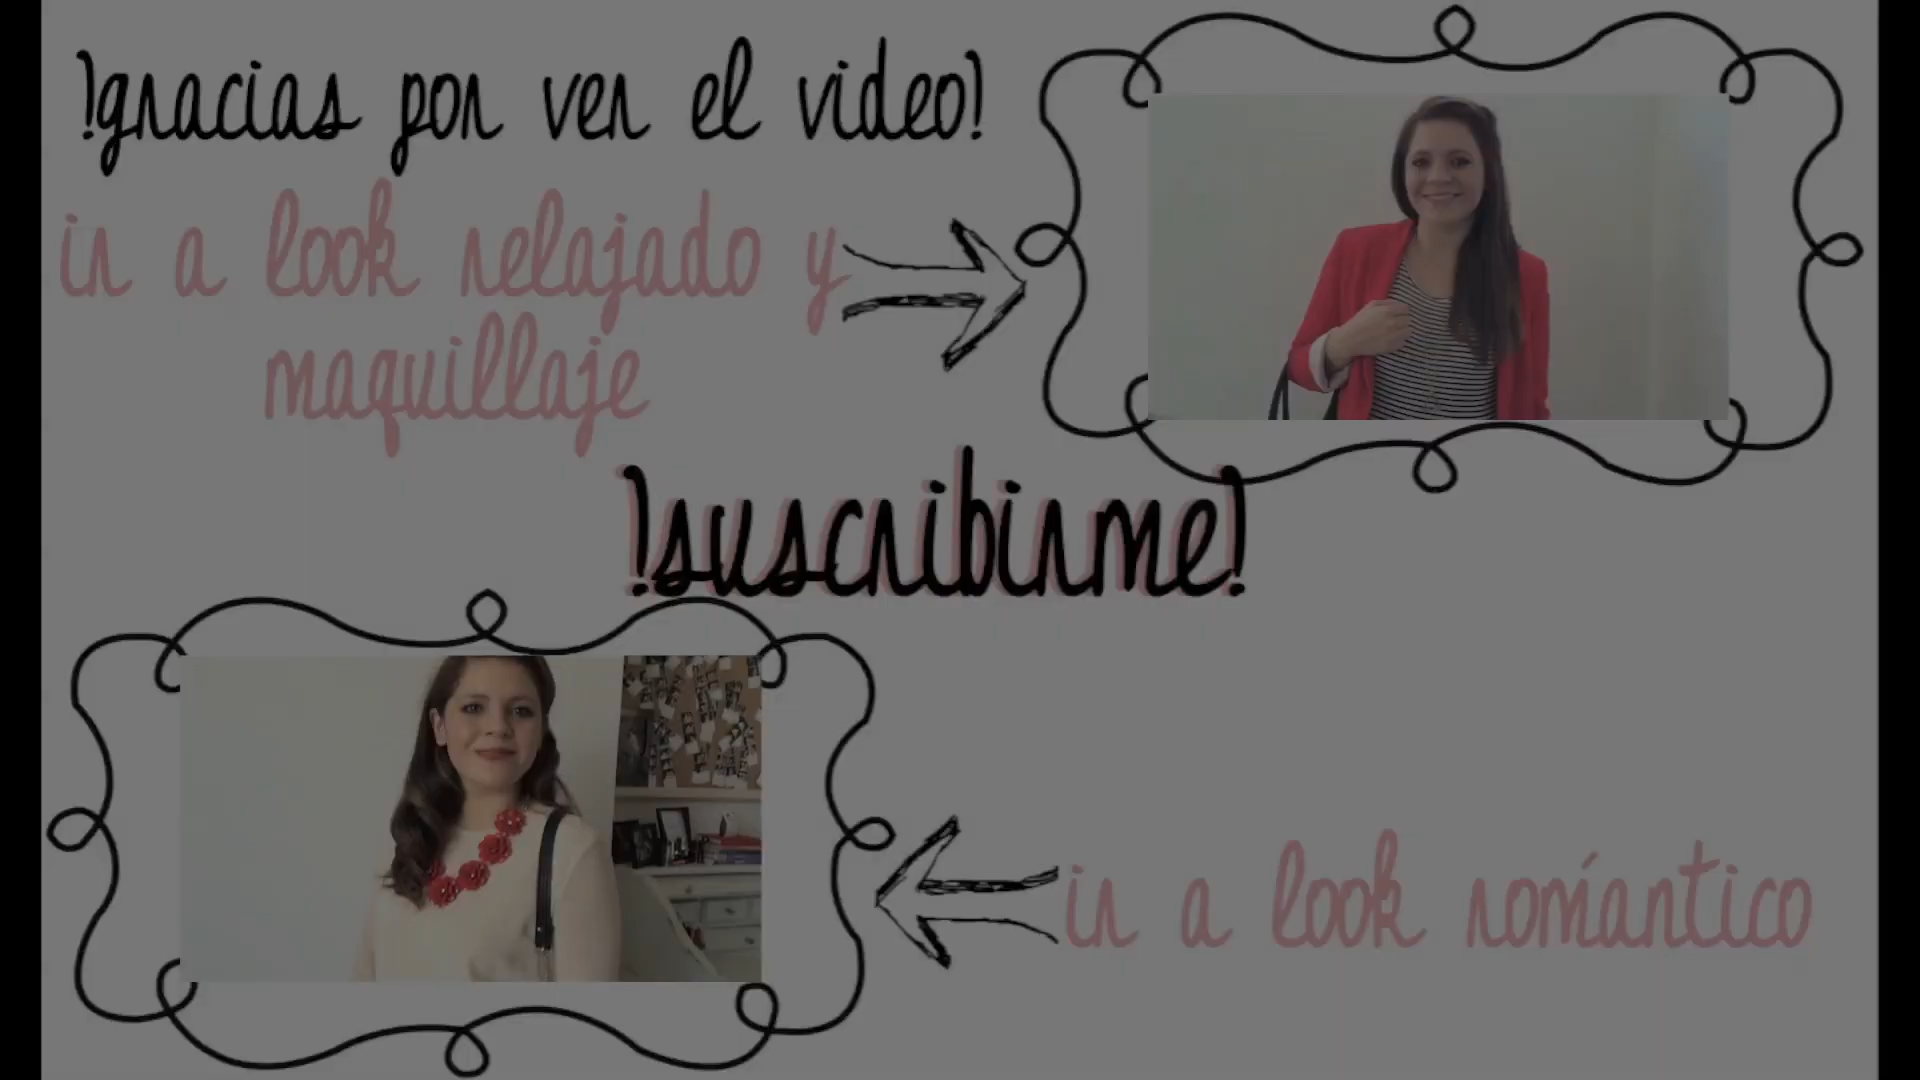 !gracias por ver el video!
ir a look relajado y
maquillaje
!suscribirme!
ir a look romántico